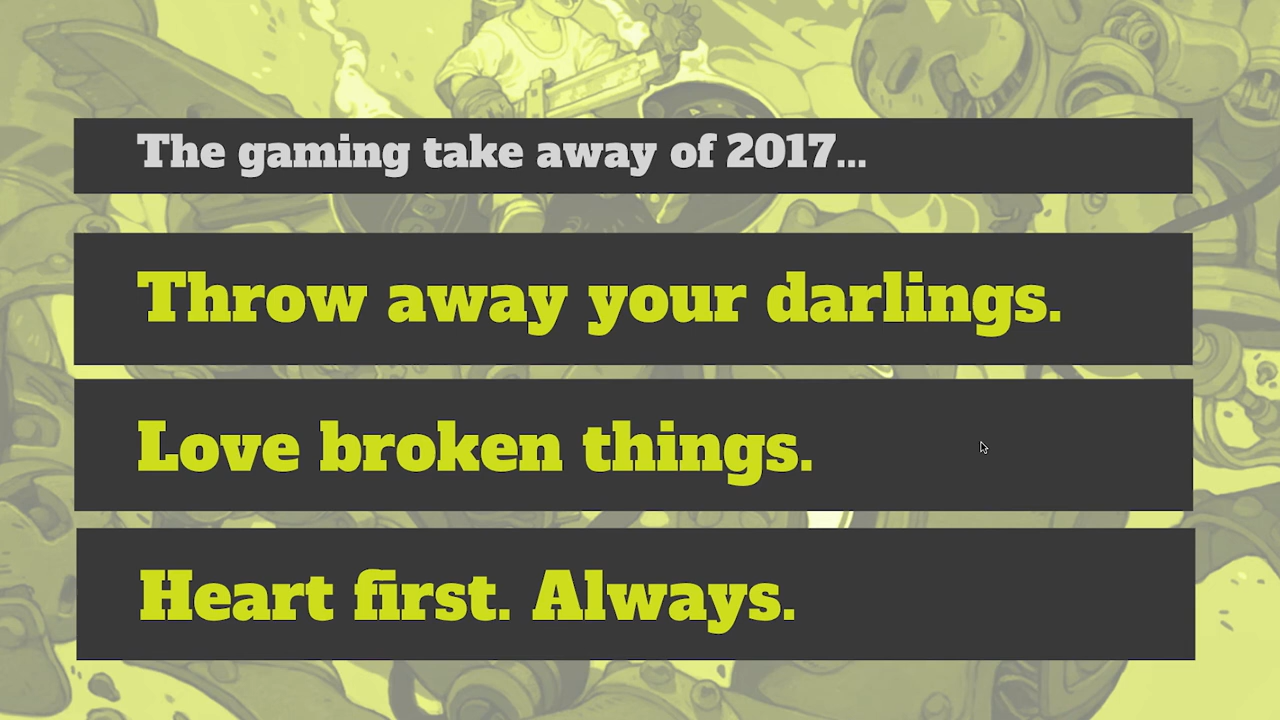 The gaming take away of 2017...
Throw away your darlings.
Love broken things.
Heart first. Always.